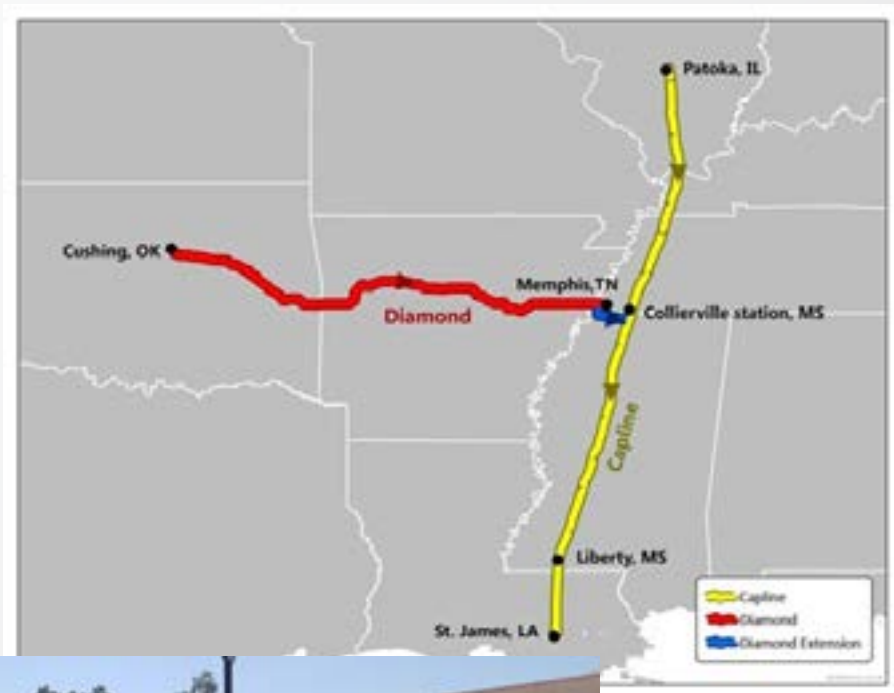 Patoka, IL
Cushing, OK
Memphis,TN
Diamond
Collierville station, MS
Capline
Liberty, MS
St. James, LA
Capline
Diamond
Diamond Extension